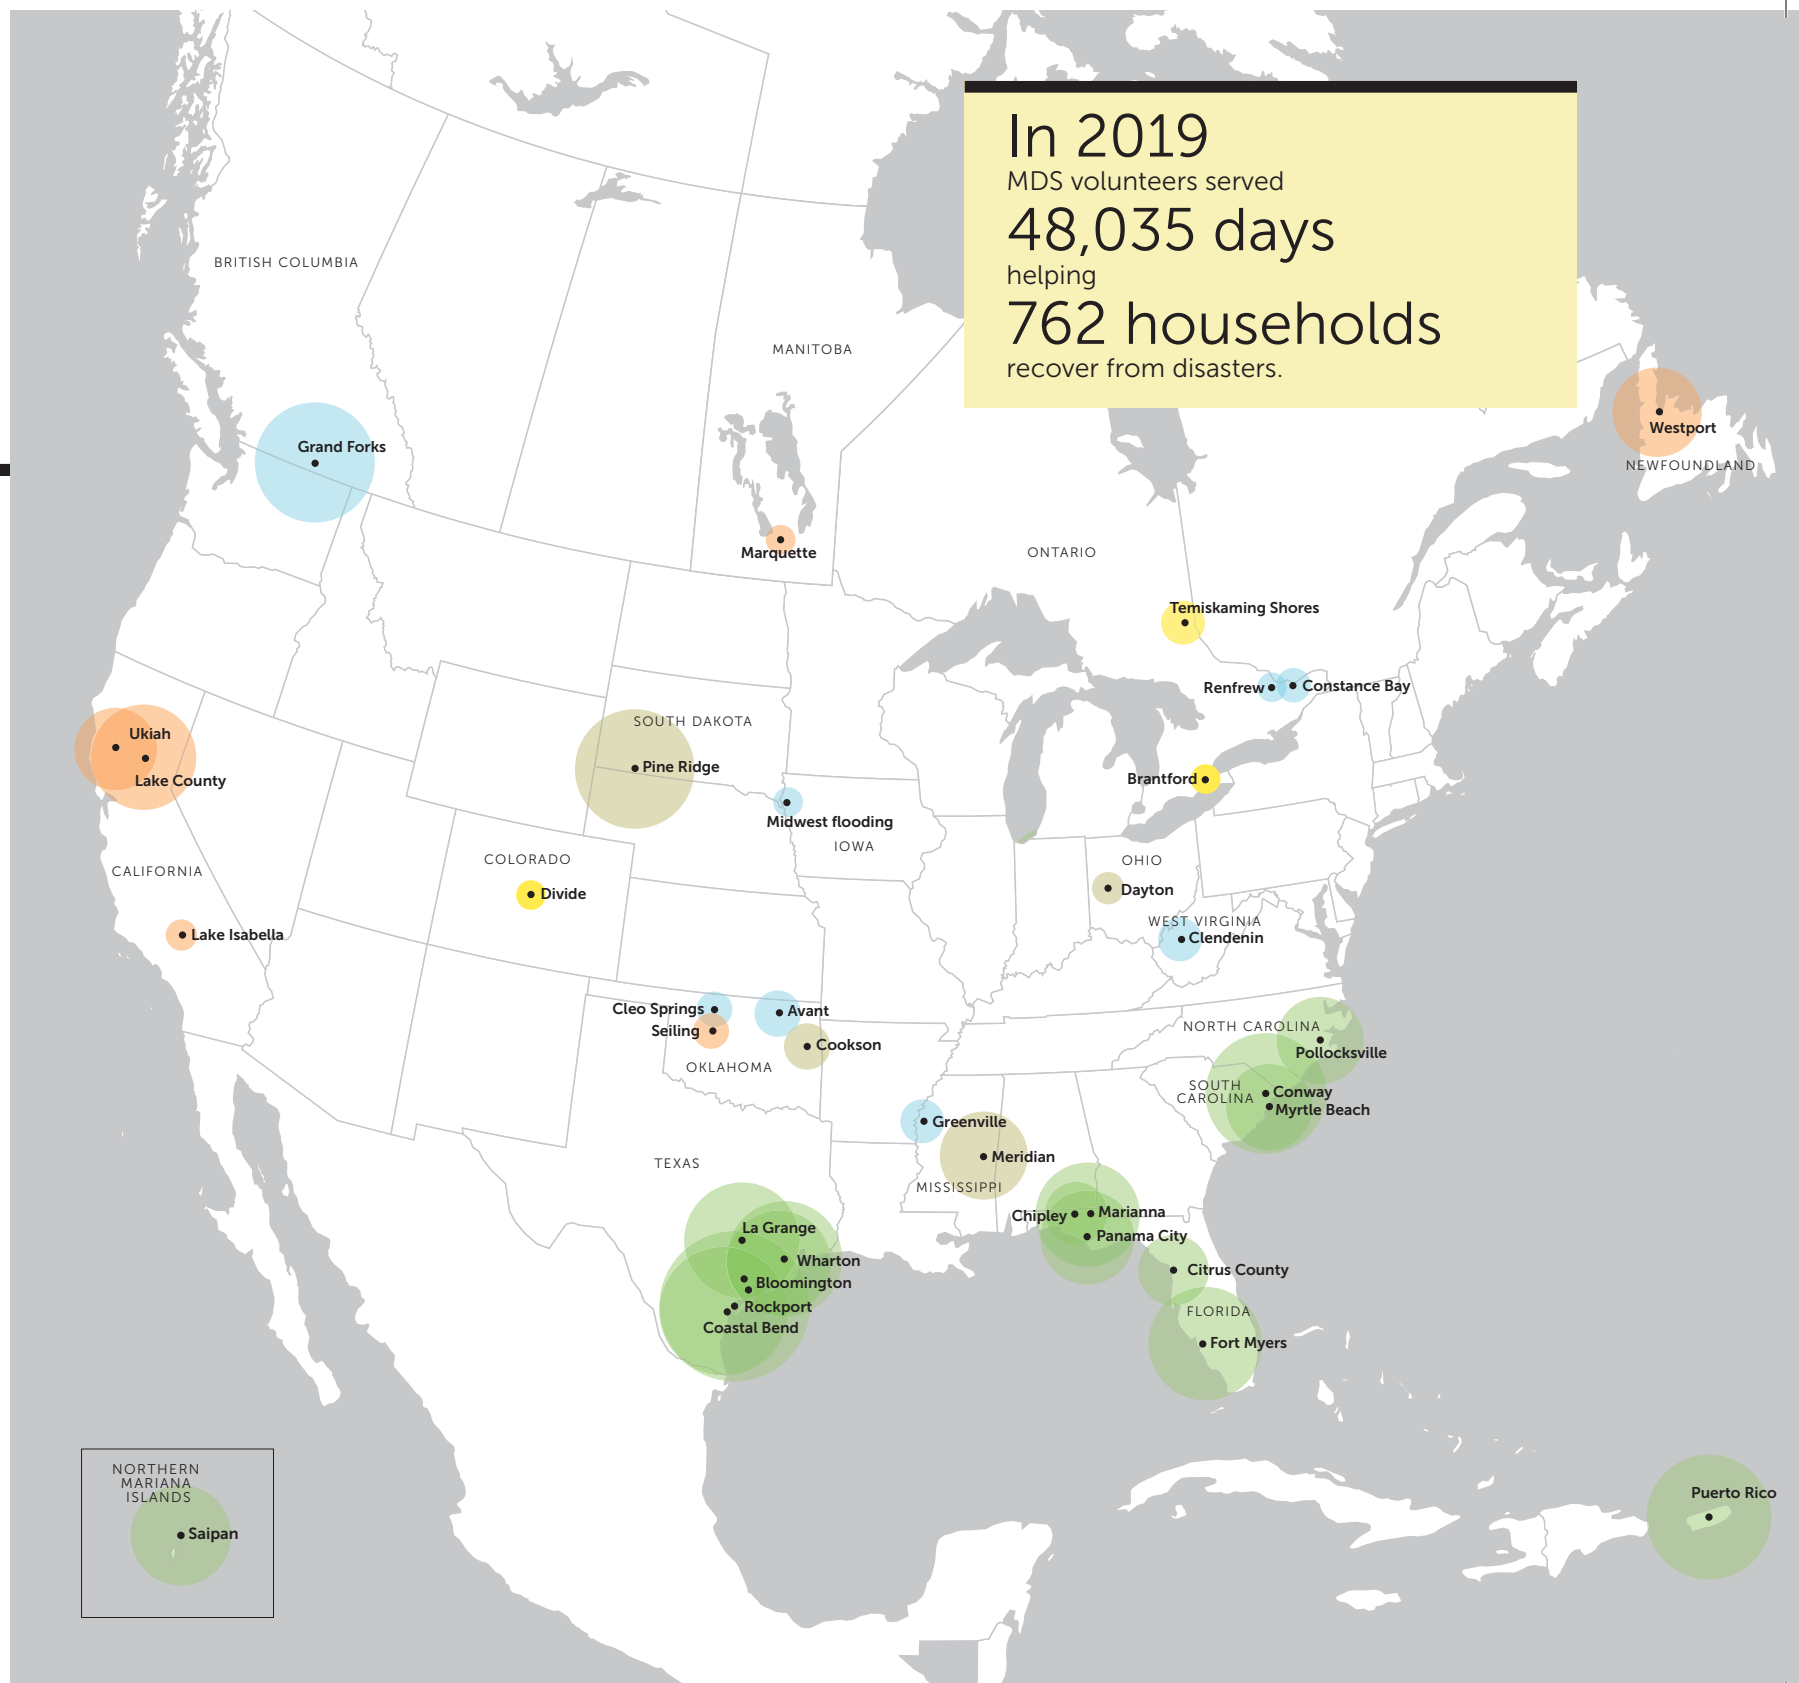 In 2019
MDS volunteers served
48,035 days
helping
762 households
recover from disasters.
BRITISH COLUMBIA
MANITOBA
Westport
NEWFOUNDLAND
Grand Forks
Marquette
ONTARIO
Temiskaming Shores
Renfrew
Constance Bay
Ukiah
Lake County
SOUTH DAKOTA
Pine Ridge
Brantford
Midwest flooding
IOWA
COLORADO
Divide
OHIO
Dayton
CALIFORNIA
Lake Isabella
WEST VIRGINIA
Clendenin
Cleo Springs
Seiling
Avant
Cookson
OKLAHOMA
NORTH CAROLINA
Pollocksville
SOUTH
CAROLINA
Conway
Myrtle Beach
Greenville
Meridian
MISSISSIPPI
TEXAS
La Grange
Wharton
Bloomington
Rockport
Coastal Bend
Chipley
Marianna
Panama City
Citrus County
FLORIDA
Fort Myers
NORTHERN
MARIANA
ISLANDS
Saipan
Puerto Rico